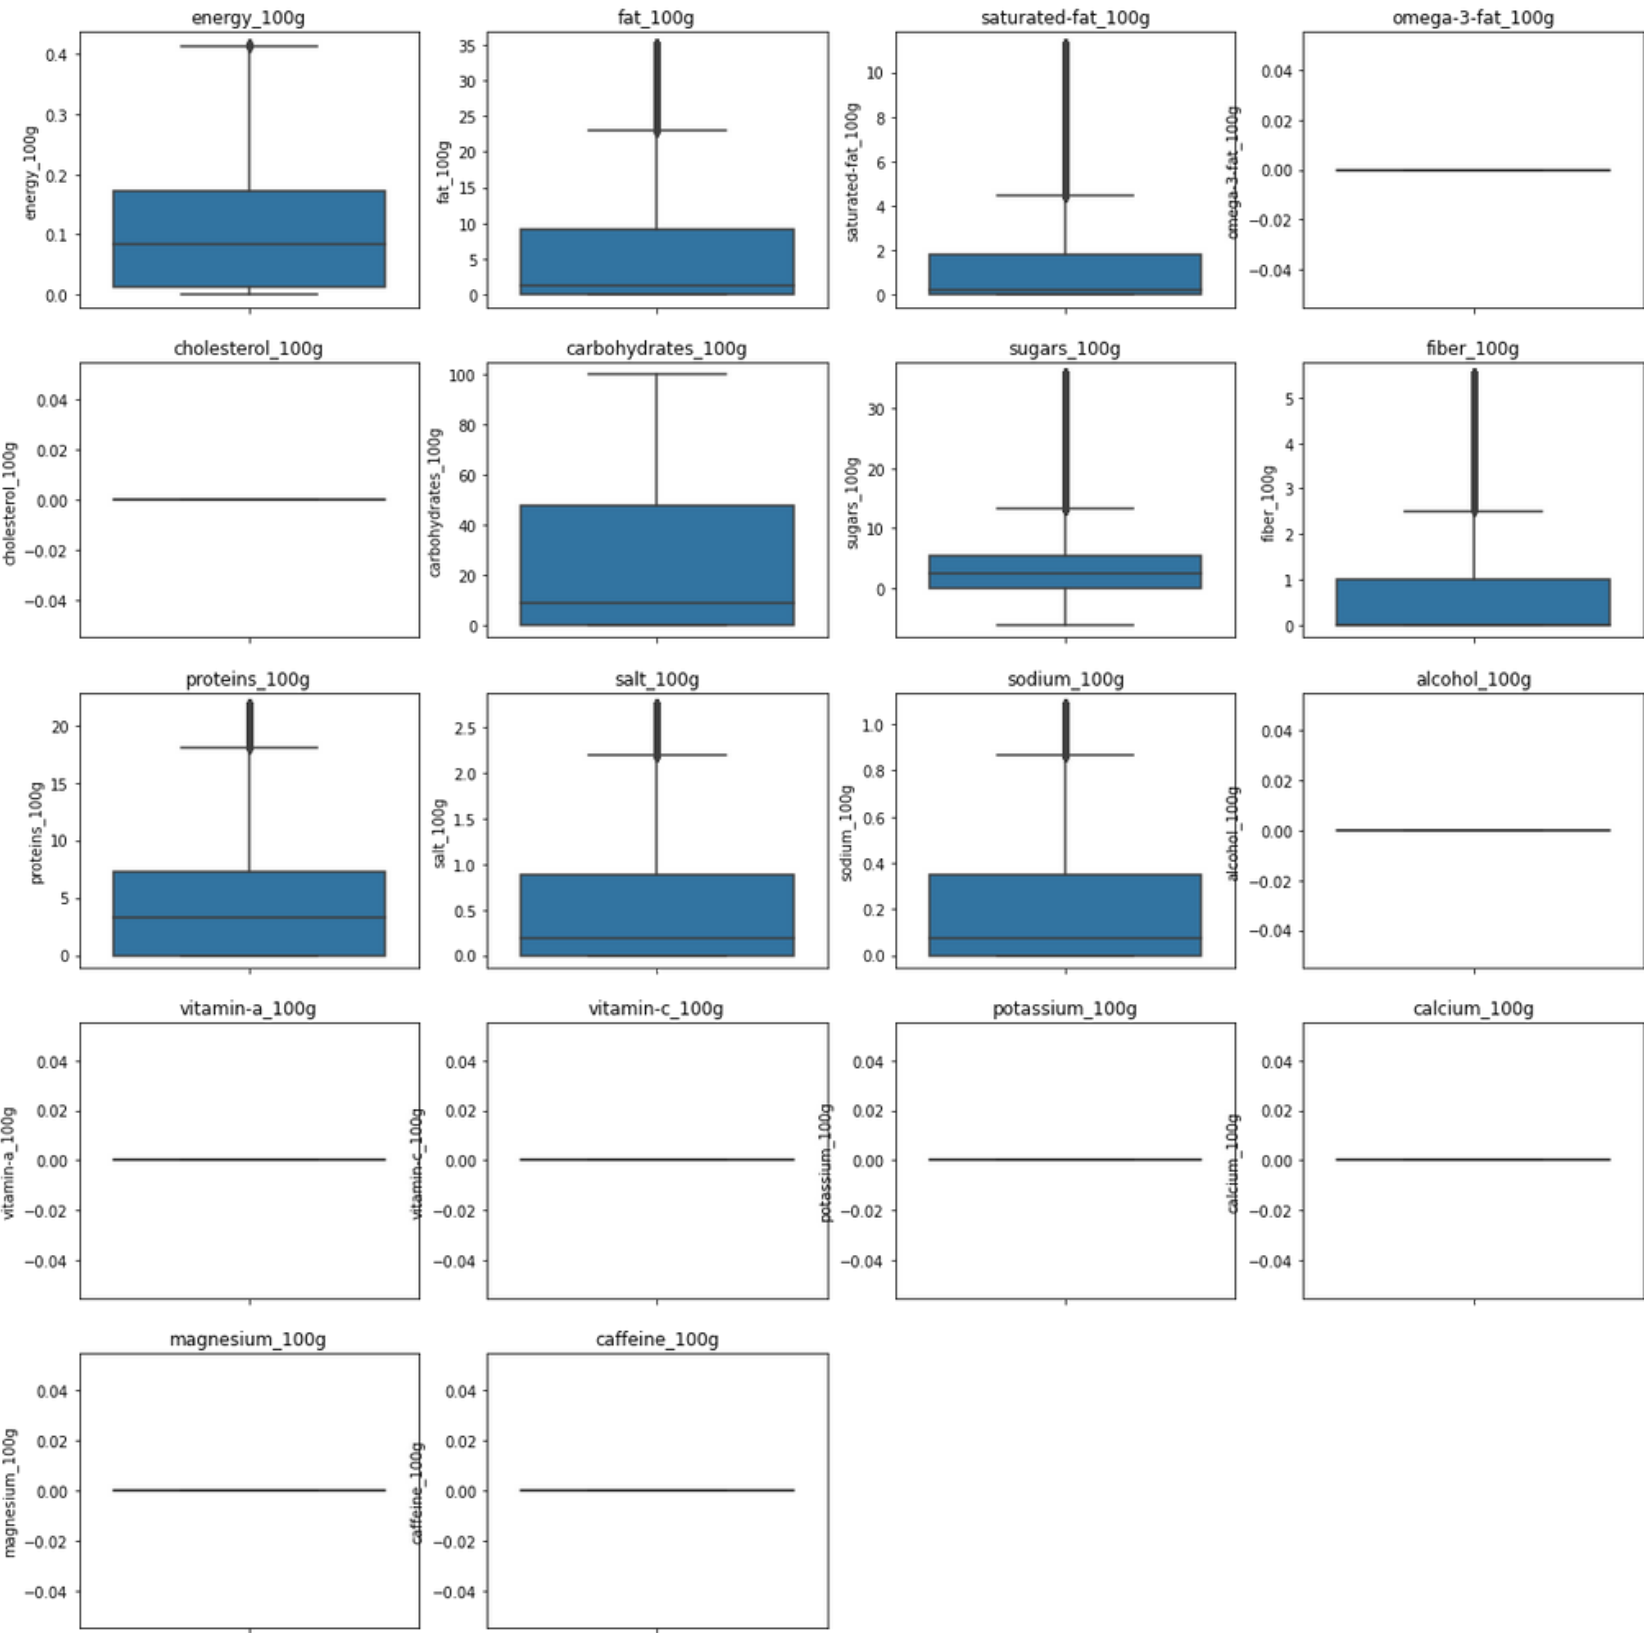 energy_100g
fat_100g
saturated-fat_100g
omega-3-fat_100g
energy_100g
0.4
0.3
0.2
0.1
0.0
fat_100g
35
30
25
20
15
10
5
0
saturated-fat_100g
10
8
6
4
2
0
omega-3-fat_100g
0.04
0.02
0.00
−0.02
−0.04
cholesterol_100g
carbohydrates_100g
sugars_100g
fiber_100g
cholesterol_100g
0.04
0.02
0.00
−0.02
−0.04
carbohydrates_100g
100
80
60
40
20
0
sugars_100g
30
20
10
0
fiber_100g
5
4
3
2
1
0
proteins_100g
salt_100g
sodium_100g
alcohol_100g
proteins_100g
20
15
10
5
0
salt_100g
2.5
2.0
1.5
1.0
0.5
0.0
sodium_100g
1.0
0.8
0.6
0.4
0.2
0.0
alcohol_100g
0.04
0.02
0.00
−0.02
−0.04
vitamin-a_100g
vitamin-c_100g
potassium_100g
calcium_100g
vitamin-a_100g
0.04
0.02
0.00
−0.02
−0.04
vitamin-c_100g
0.04
0.02
0.00
−0.02
−0.04
potassium_100g
0.04
0.02
0.00
−0.02
−0.04
calcium_100g
0.04
0.02
0.00
−0.02
−0.04
magnesium_100g
caffeine_100g
magnesium_100g
0.04
0.02
0.00
−0.02
−0.04
caffeine_100g
0.04
0.02
0.00
−0.02
−0.04